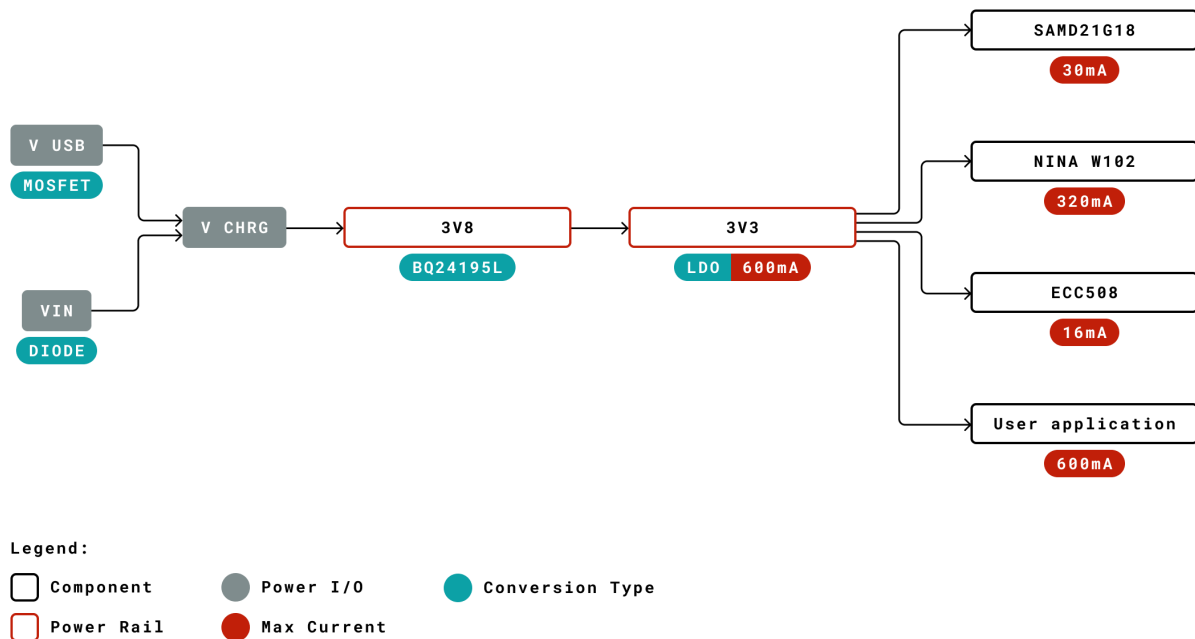 SAMD21G18
30mA
V USB
MOSFET
NINA W102
320mA
V CHRG
3V8
3V3
BQ24195L
LDO 600mA
VIN
DIODE
ECC508
16mA
User application
600mA
Legend:
Component
Power I/O
Conversion Type
Power Rail
Max Current